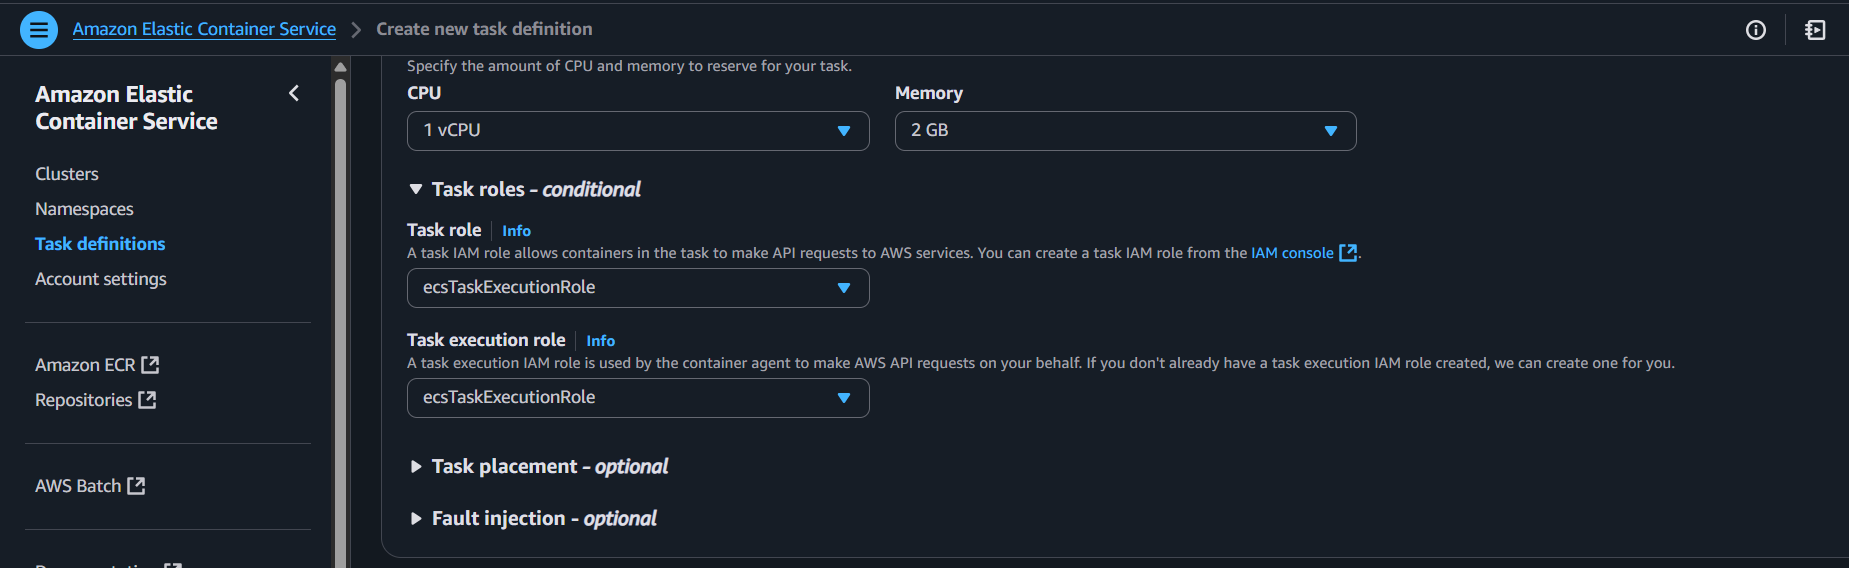 Amazon Elastic Container Service > Create new task definition
Amazon Elastic
Container Service
Clusters
Namespaces
Task definitions
Account settings
Amazon ECR
Repositories
AWS Batch
Specify the amount of CPU and memory to reserve for your task.
CPU
1 vCPU
Memory
2 GB
Task roles - conditional
Task role | Info
A task IAM role allows containers in the task to make API requests to AWS services. You can create a task IAM role from the IAM console.
ecsTaskExecutionRole
Task execution role | Info
A task execution IAM role is used by the container agent to make AWS API requests on your behalf. If you don't already have a task execution IAM role created, we can create one for you.
ecsTaskExecutionRole
Task placement - optional
Fault injection - optional